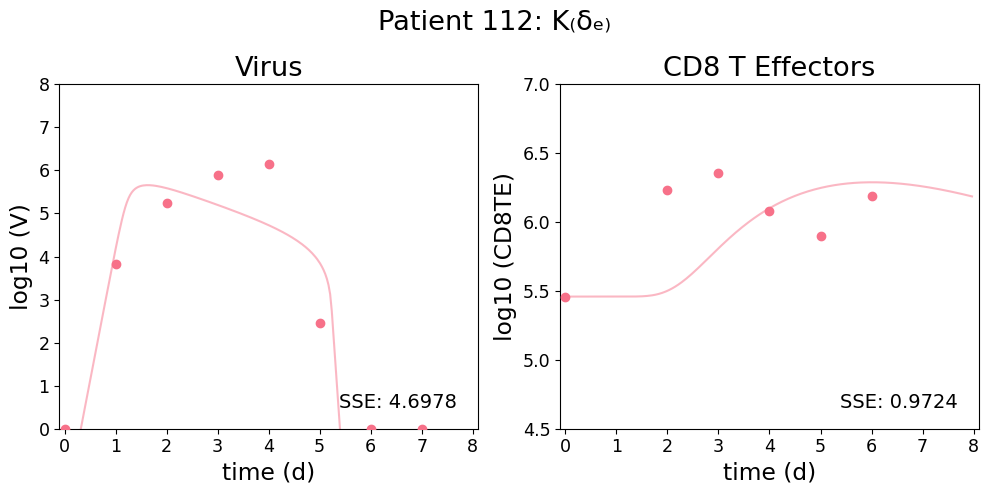 Patient 112: K₍δₑ₎
Virus
CD8 T Effectors
log10 (V)
8
7
6
5
4
3
2
1
0
SSE: 4.6978
0 1 2 3 4 5 6 7 8
time (d)
log10 (CD8TE)
7.0
6.5
6.0
5.5
5.0
4.5
SSE: 0.9724
0 1 2 3 4 5 6 7 8
time (d)